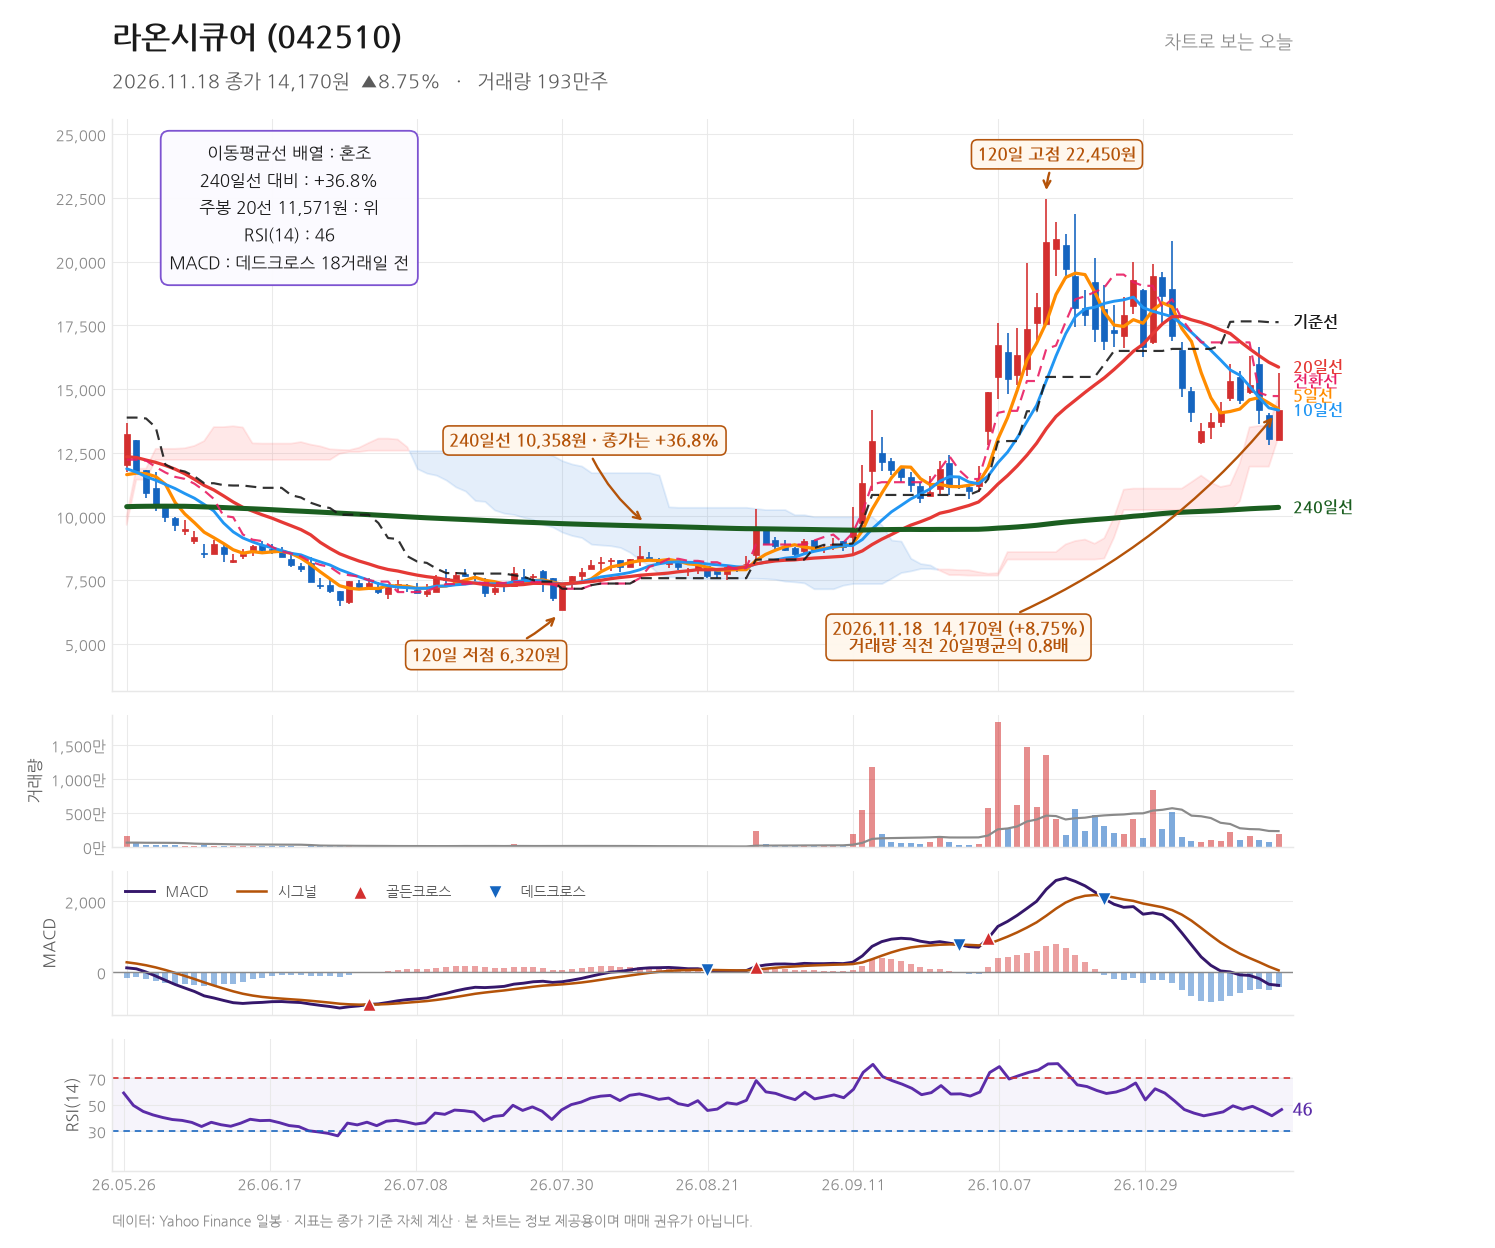 라온시큐어 (042510)
차트로 보는 오늘
2026.11.18 종가 14,170원 ▲8.75% · 거래량 193만주
25,000
22,500
20,000
17,500
15,000
12,500
10,000
7,500
5,000
이동평균선 배열 : 혼조
240일선 대비 : +36.8%
주봉 20선 11,571원 : 위
RSI(14) : 46
MACD : 데드크로스 18거래일 전
120일 고점 22,450원
240일선 10,358원 · 종가는 +36.8%
120일 저점 6,320원
2026.11.18 14,170원 (+8.75%)
거래량 직전 20일평균의 0.8배
기준선
20일선
전환선
5일선
10일선
240일선
거래량
1,500만
1,000만
500만
0만
MACD
2,000
0
MACD
시그널
골든크로스
데드크로스
RSI(14)
70
50
30
46
26.05.26
26.06.17
26.07.08
26.07.30
26.08.21
26.09.11
26.10.07
26.10.29
데이터: Yahoo Finance 일봉 · 지표는 종가 기준 자체 계산 · 본 차트는 정보 제공용이며 매매 권유가 아닙니다.